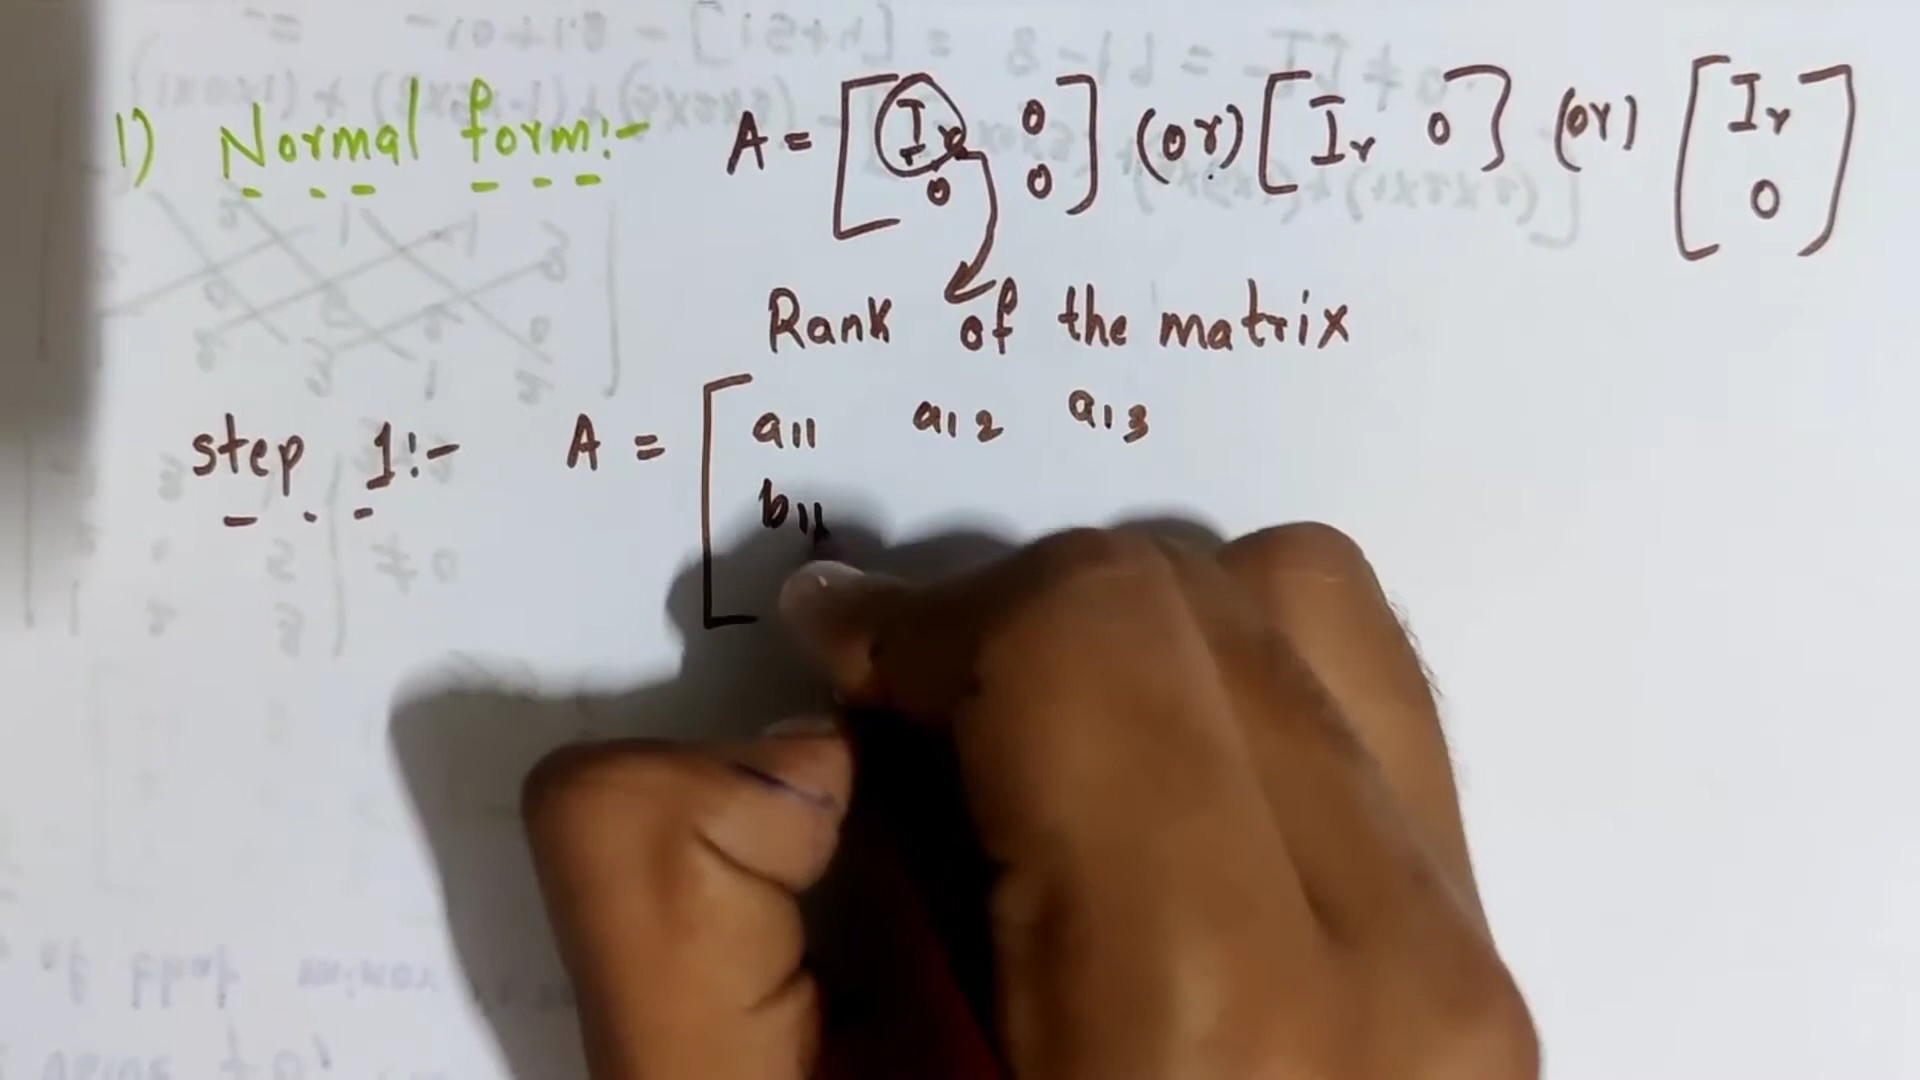 1) Normal form:- A = [ Ir 0 0 0 ] (or) [ Ir 0 ] (or) [ Ir 0 ]
Rank of the matrix
step 1:- A = [ a11 a12 a13
b11